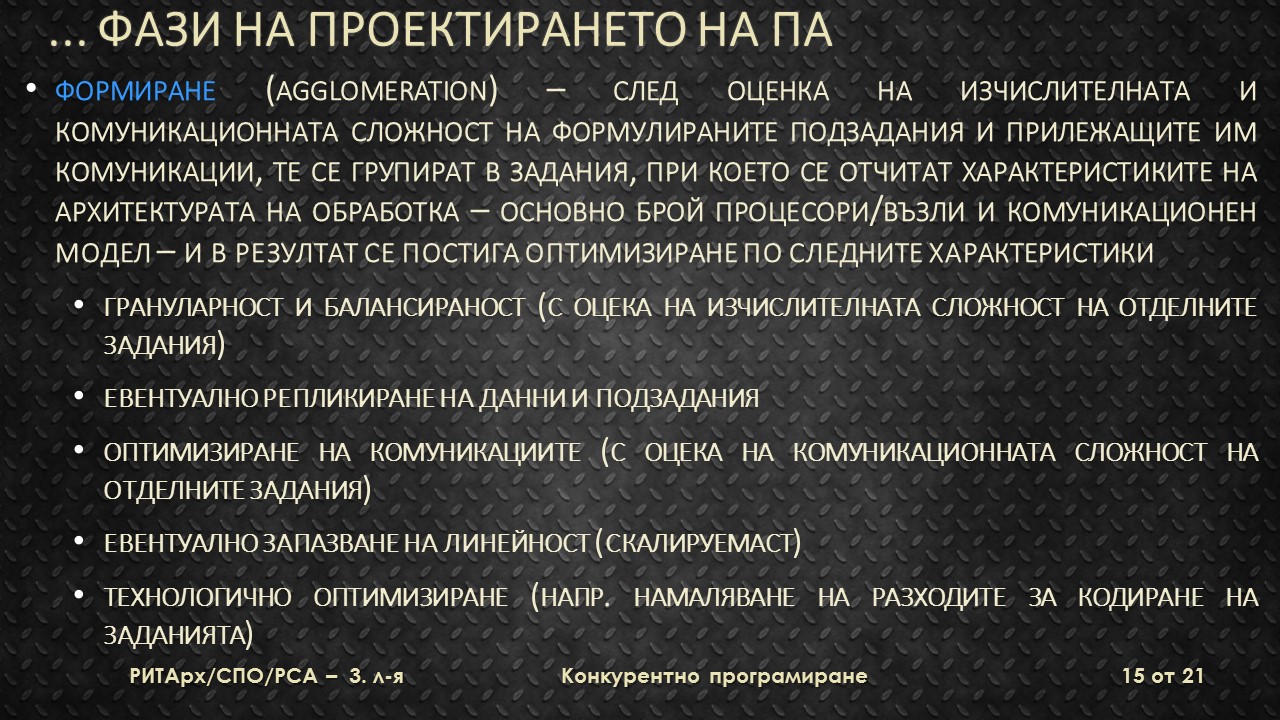 ... ФАЗИ НА ПРОЕКТИРАНЕТО НА ПА
• ФОРМИРАНЕ (AGGLOMERATION) – СЛЕД ОЦЕНКА НА ИЗЧИСЛИТЕЛНАТА И
КОМУНИКАЦИОННАТА СЛОЖНОСТ НА ФОРМУЛИРАНИТЕ ПОДЗАДАНИЯ И ПРИЛЕЖАЩИТЕ ИМ
КОМУНИКАЦИИ, ТЕ СЕ ГРУПИРАТ В ЗАДАНИЯ, ПРИ КОЕТО СЕ ОТЧИТАТ ХАРАКТЕРИСТИКИТЕ НА
АРХИТЕКТУРАТА НА ОБРАБОТКА – ОСНОВНО БРОЙ ПРОЦЕСОРИ/ВЪЗЛИ И КОМУНИКАЦИОНЕН
МОДЕЛ – И В РЕЗУЛТАТ СЕ ПОСТИГА ОПТИМИЗИРАНЕ ПО СЛЕДНИТЕ ХАРАКТЕРИСТИКИ
• ГРАНУЛАРНОСТ И БАЛАНСИРАНОСТ (С ОЦЕКА НА ИЗЧИСЛИТЕЛНАТА СЛОЖНОСТ НА ОТДЕЛНИТЕ
ЗАДАНИЯ)
• ЕВЕНТУАЛНО РЕПЛИКИРАНЕ НА ДАННИ И ПОДЗАДАНИЯ
• ОПТИМИЗИРАНЕ НА КОМУНИКАЦИИТЕ (С ОЦЕКА НА КОМУНИКАЦИОННАТА СЛОЖНОСТ НА
ОТДЕЛНИТЕ ЗАДАНИЯ)
• ЕВЕНТУАЛНО ЗАПАЗВАНЕ НА ЛИНЕЙНОСТ (СКАЛИРУЕМАСТ)
• ТЕХНОЛОГИЧНО ОПТИМИЗИРАНЕ (НАПР. НАМАЛЯВАНЕ НА РАЗХОДИТЕ ЗА КОДИРАНЕ НА
ЗАДАНИЯТА)
РИТАрх/СПО/РСА – 3. л-я Конкурентно програмиране 15 от 21